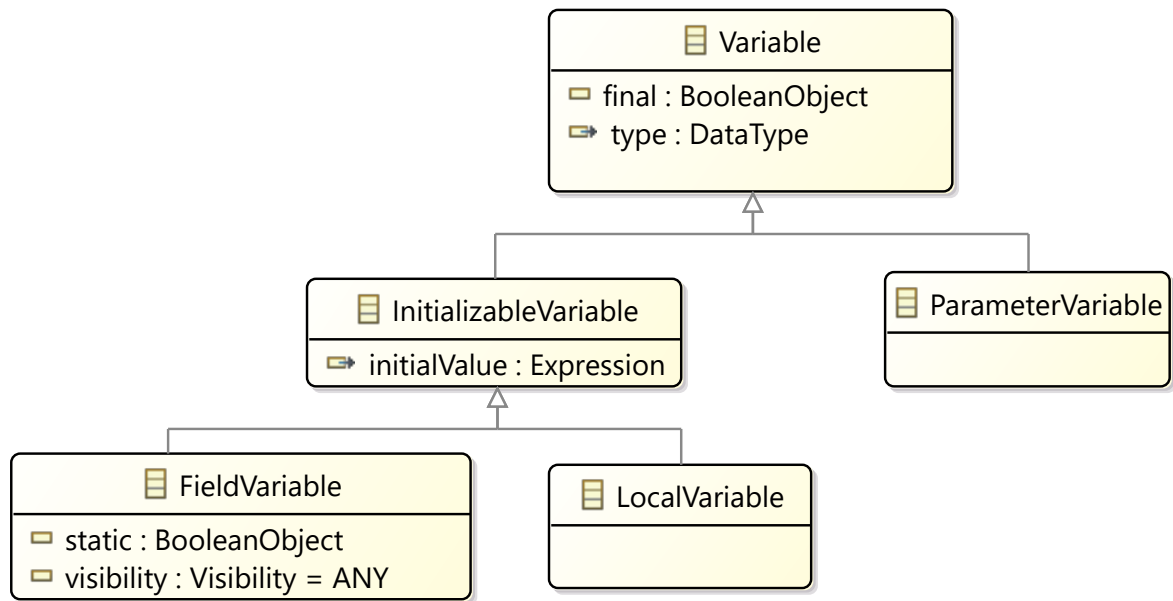 Variable
final : BooleanObject
type : DataType
InitializableVariable
initialValue : Expression
ParameterVariable
FieldVariable
static : BooleanObject
visibility : Visibility = ANY
LocalVariable